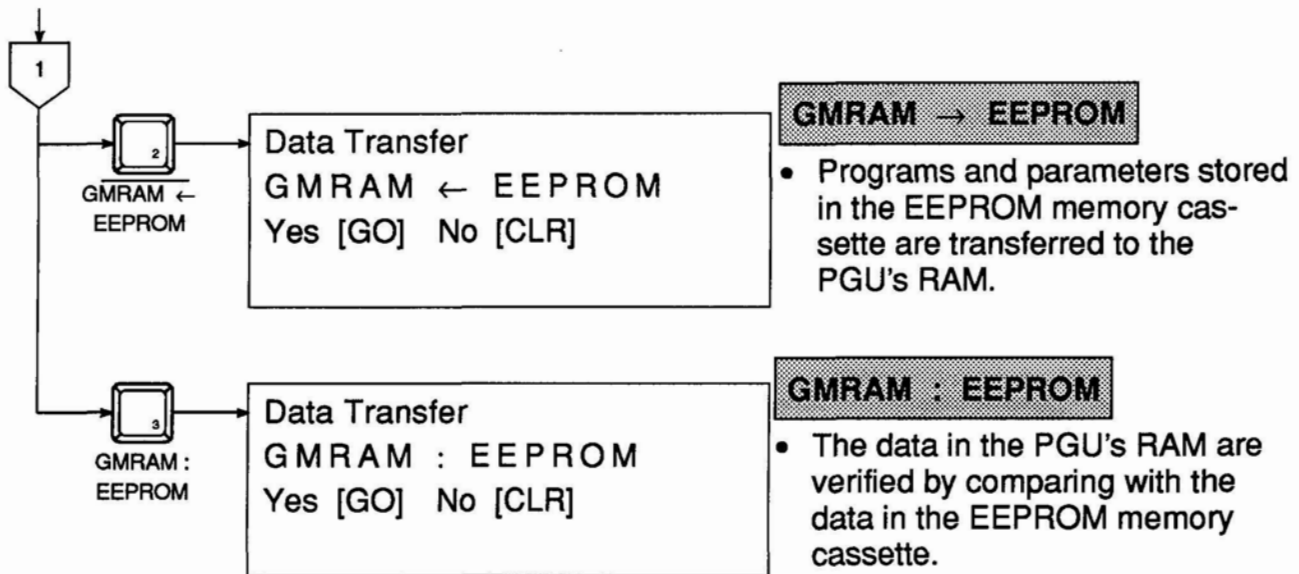 1
2
GMRAM ←
EEPROM
Data Transfer
GMRAM ← EEPROM
Yes [GO] No [CLR]
GMRAM → EEPROM
• Programs and parameters stored
in the EEPROM memory cas-
sette are transferred to the
PGU's RAM.
3
GMRAM :
EEPROM
Data Transfer
GMRAM : EEPROM
Yes [GO] No [CLR]
GMRAM : EEPROM
• The data in the PGU's RAM are
verified by comparing with the
data in the EEPROM memory
cassette.